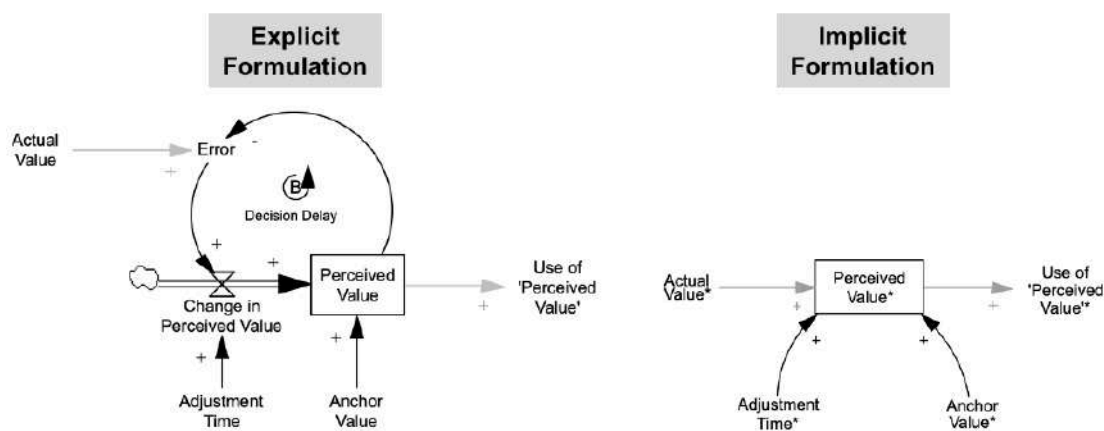 Explicit
Formulation
Implicit
Formulation
Actual
Value
+
Error
-
B
Decision Delay
+
+
Perceived
Value
+
Use of
'Perceived
Value'
Change in
Perceived Value
+
+
Adjustment
Time
Anchor
Value
Actual
Value*
+
Perceived
Value*
+
Use of
'Perceived
Value'*
+
+
Adjustment
Time*
Anchor
Value*